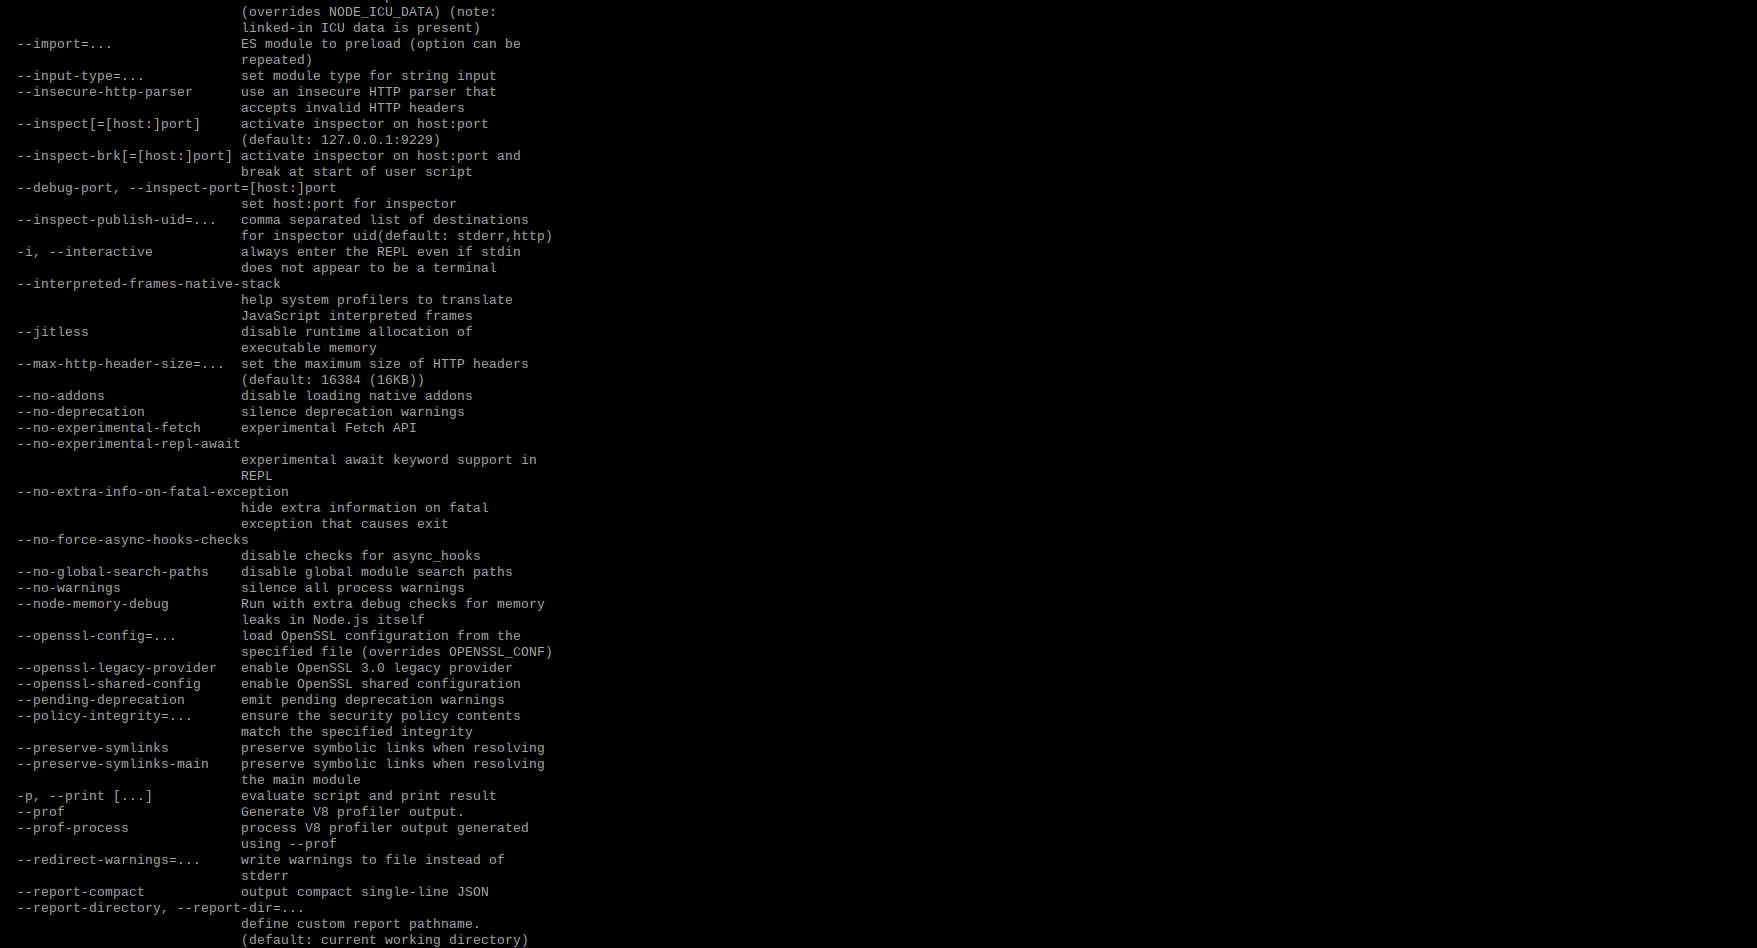 (overrides NODE_ICU_DATA) (note:
linked-in ICU data is present)
--import=... ES module to preload (option can be
repeated)
--input-type=... set module type for string input
--insecure-http-parser use an insecure HTTP parser that
accepts invalid HTTP headers
--inspect[=[host:]port] activate inspector on host:port
(default: 127.0.0.1:9229)
--inspect-brk[=[host:]port] activate inspector on host:port and
break at start of user script
--debug-port, --inspect-port=[host:]port
set host:port for inspector
--inspect-publish-uid=... comma separated list of destinations
for inspector uid(default: stderr,http)
-i, --interactive always enter the REPL even if stdin
does not appear to be a terminal
--interpreted-frames-native-stack
help system profilers to translate
JavaScript interpreted frames
--jitless disable runtime allocation of
executable memory
--max-http-header-size=... set the maximum size of HTTP headers
(default: 16384 (16KB))
--no-addons disable loading native addons
--no-deprecation silence deprecation warnings
--no-experimental-fetch experimental Fetch API
--no-experimental-repl-await
experimental await keyword support in
REPL
--no-extra-info-on-fatal-exception
hide extra information on fatal
exception that causes exit
--no-force-async-hooks-checks
disable checks for async_hooks
--no-global-search-paths disable global module search paths
--no-warnings silence all process warnings
--node-memory-debug Run with extra debug checks for memory
leaks in Node.js itself
--openssl-config=... load OpenSSL configuration from the
specified file (overrides OPENSSL_CONF)
--openssl-legacy-provider enable OpenSSL 3.0 legacy provider
--openssl-shared-config enable OpenSSL shared configuration
--pending-deprecation emit pending deprecation warnings
--policy-integrity=... ensure the security policy contents
match the specified integrity
--preserve-symlinks preserve symbolic links when resolving
--preserve-symlinks-main preserve symbolic links when resolving
the main module
-p, --print [...] evaluate script and print result
--prof Generate V8 profiler output.
--prof-process process V8 profiler output generated
using --prof
--redirect-warnings=... write warnings to file instead of
stderr
--report-compact output compact single-line JSON
--report-directory, --report-dir=...
define custom report pathname.
(default: current working directory)